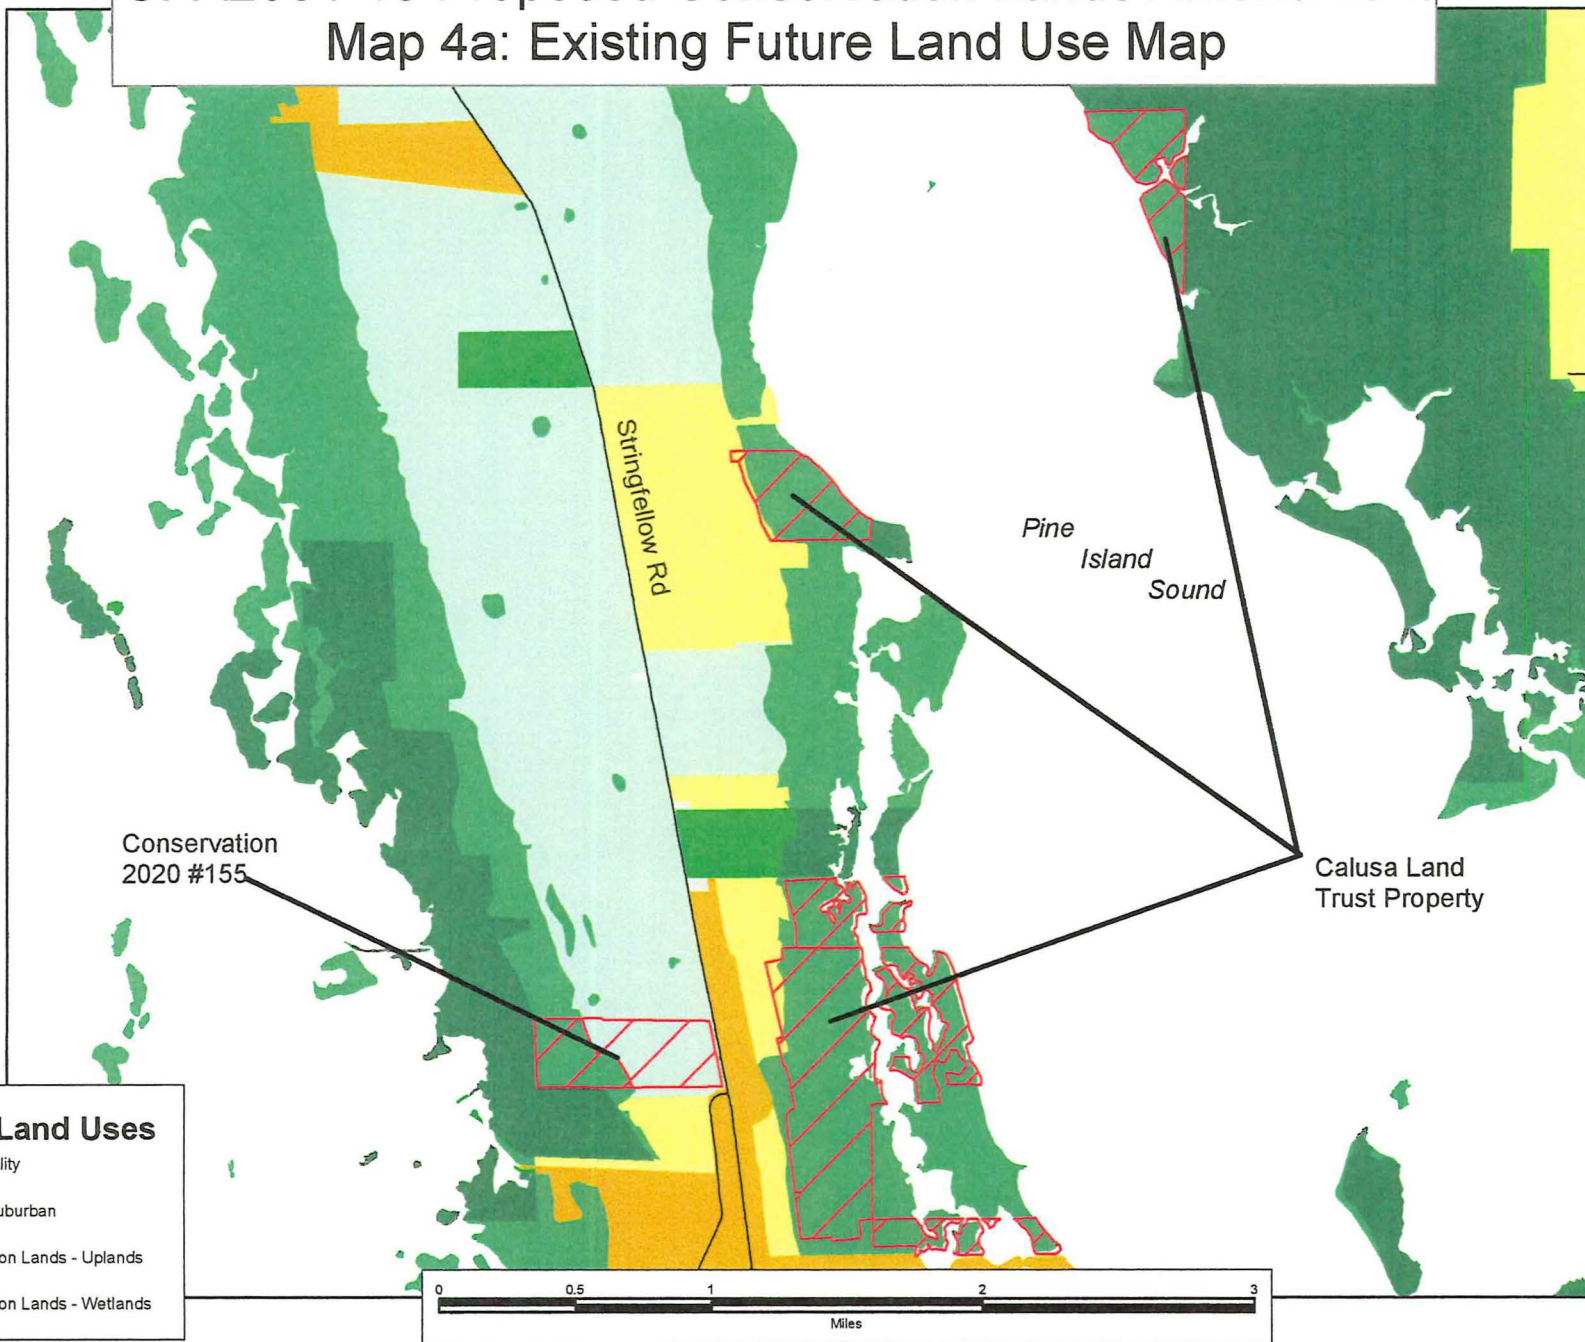 Map 4a: Existing Future Land Use Map
Stringfellow Rd
Pine
Island
Sound
Conservation
2020 #155
Calusa Land
Trust Property
Land Uses
lity
uburban
on Lands - Uplands
on Lands - Wetlands
0 0.5 1 2 3
Miles